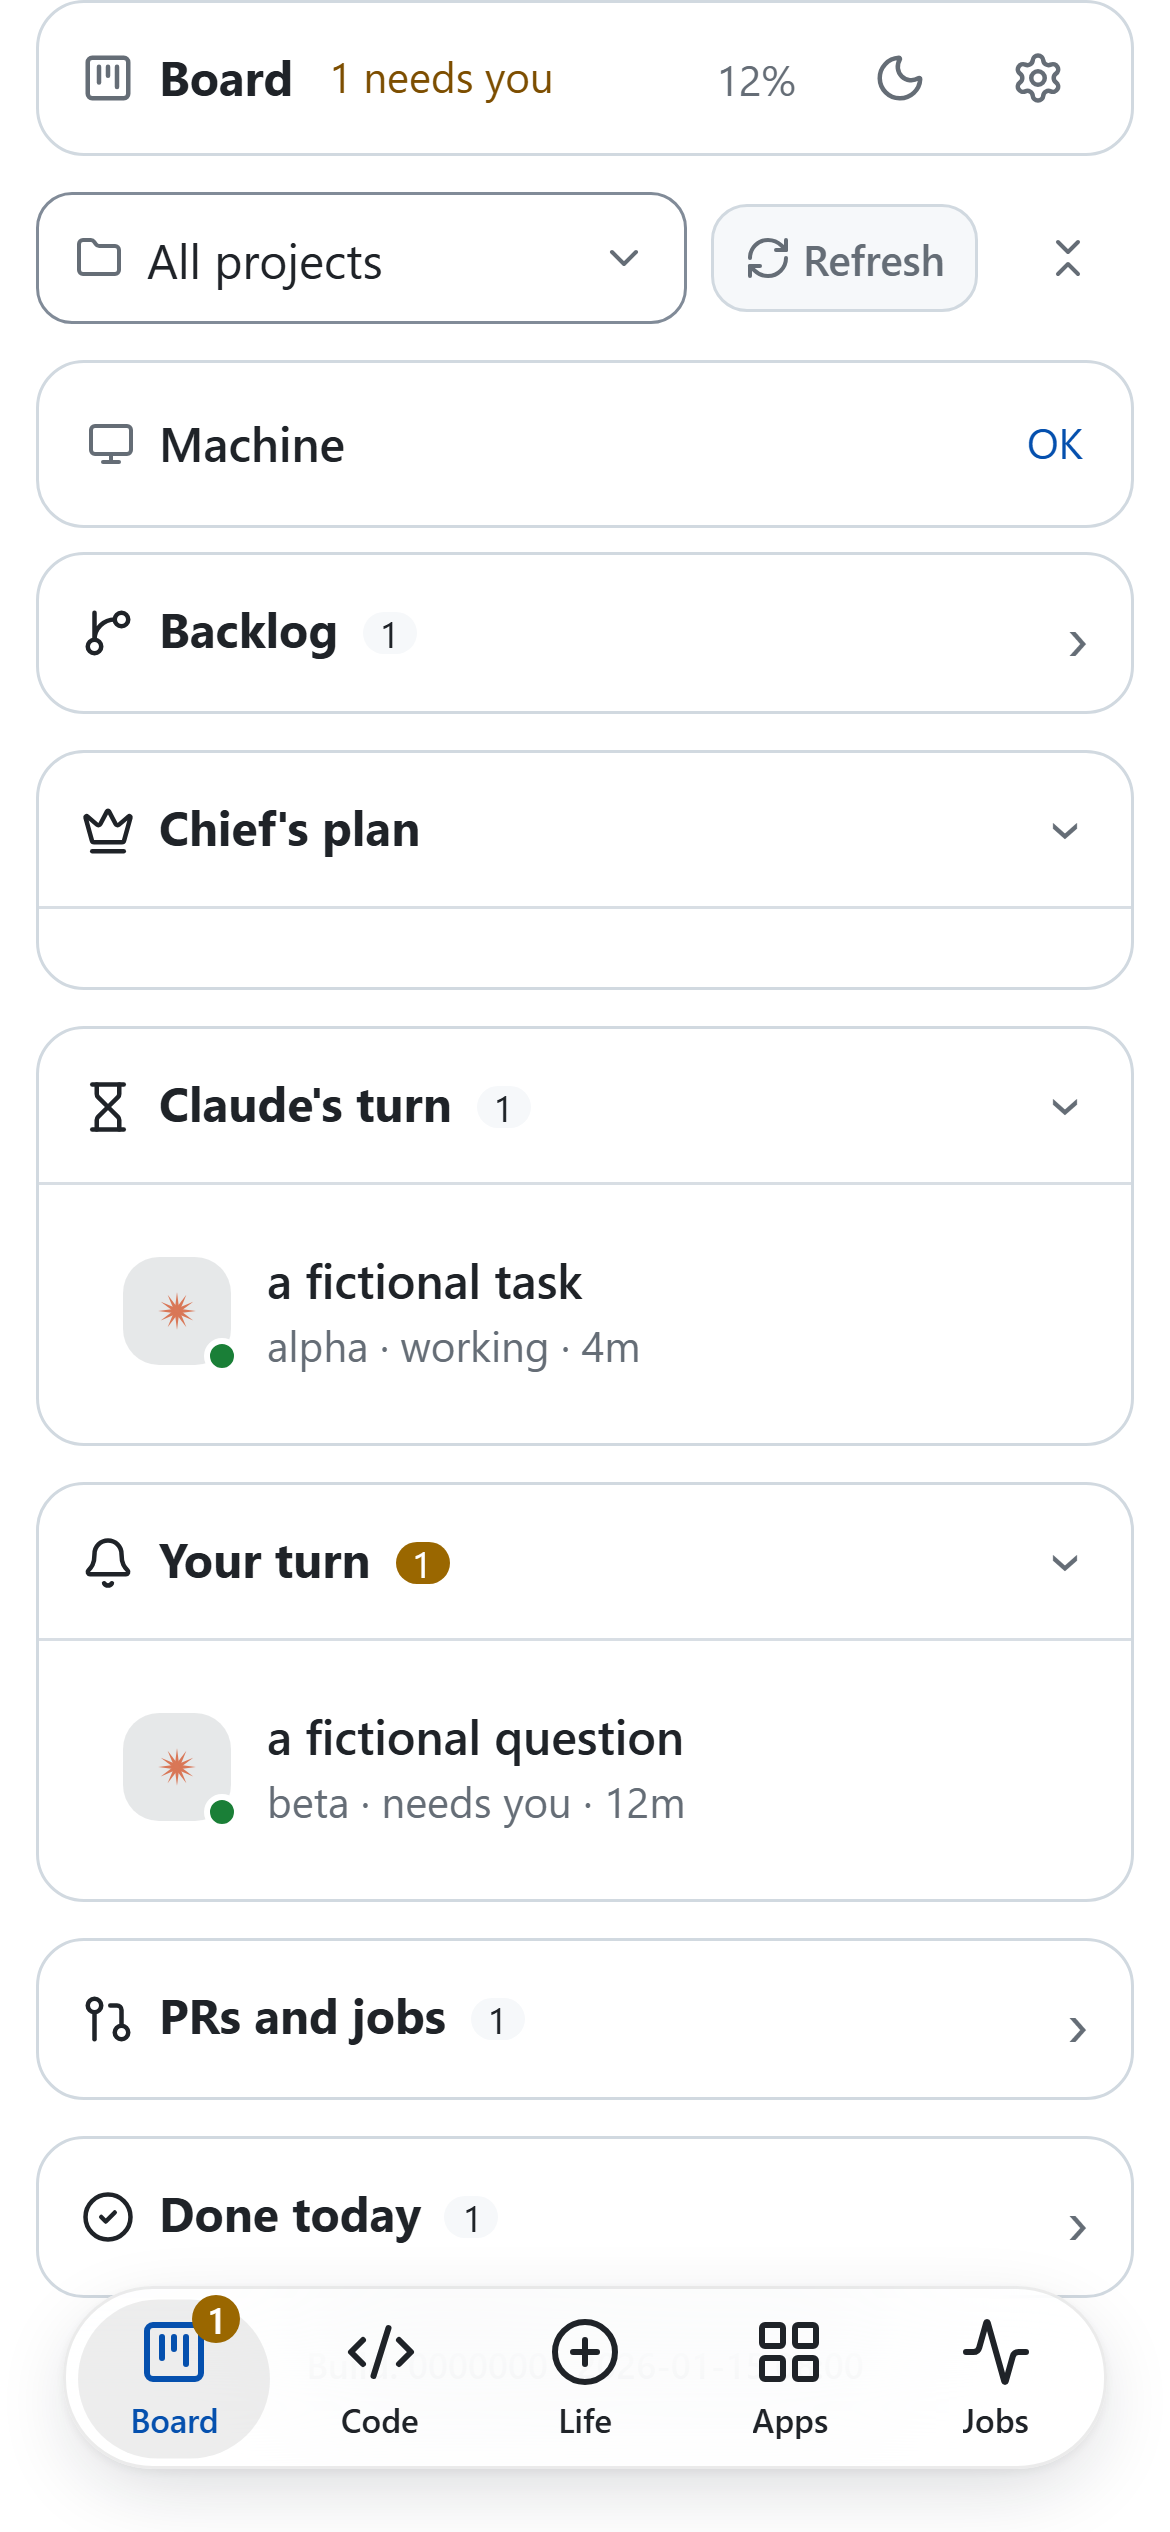 Board 1 needs you 12%
All projects Refresh
Machine OK
Backlog 1
Chief's plan
Claude's turn 1
a fictional task
alpha · working · 4m
Your turn 1
a fictional question
beta · needs you · 12m
PRs and jobs 1
Done today 1
1
Board Code Life Apps Jobs